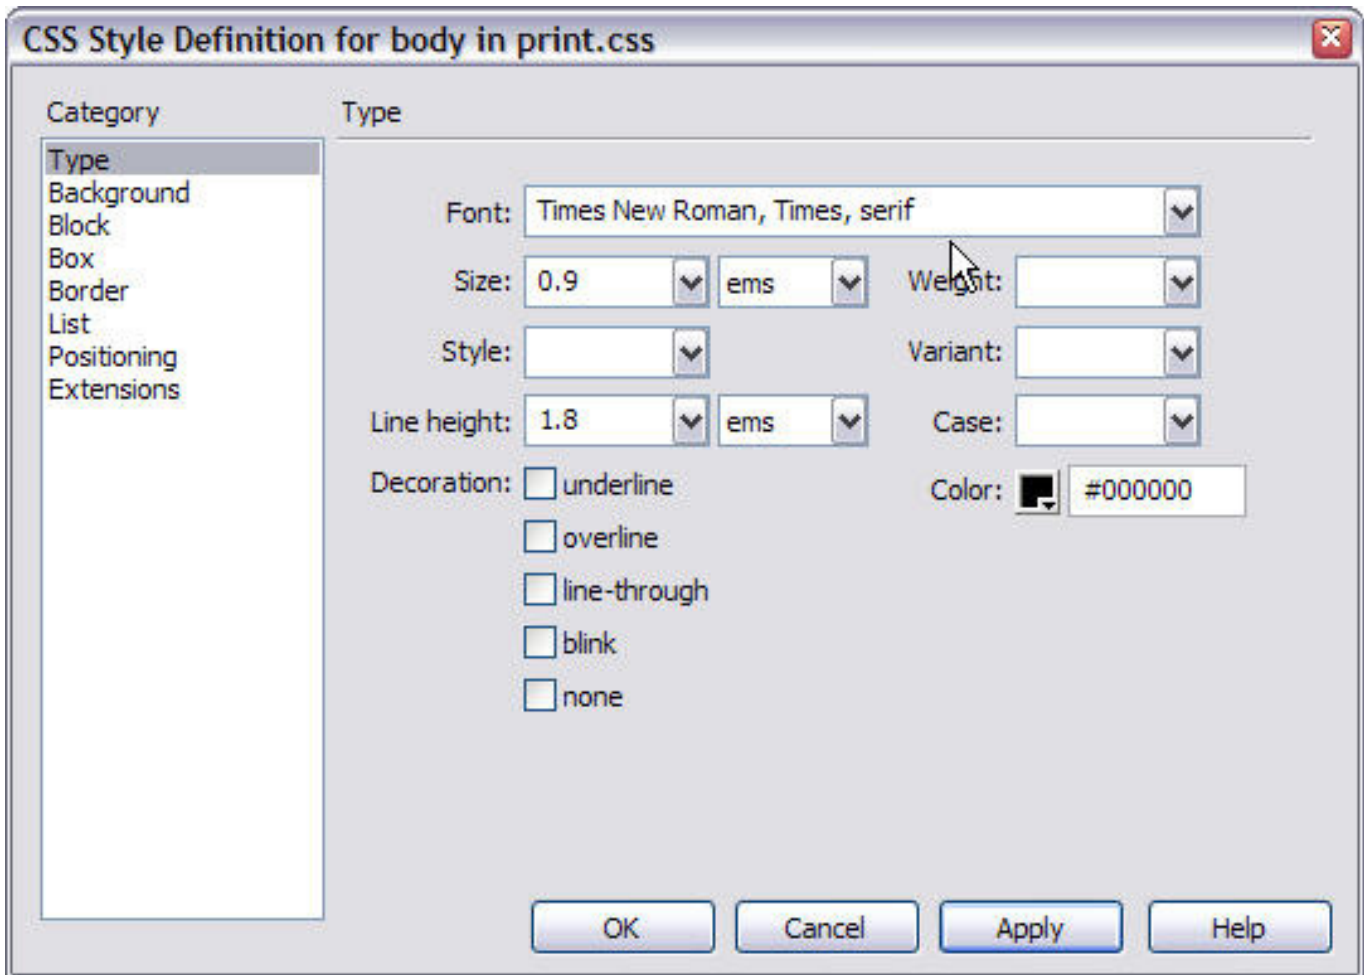 CSS Style Definition for body in print.css
Category
Type
Type
Background
Block
Box
Border
List
Positioning
Extensions
Font: Times New Roman, Times, serif
Size: 0.9 ems Weight:
Style: Variant:
Line height: 1.8 ems Case:
Decoration: underline Color: #000000
overline
line-through
blink
none
OK Cancel Apply Help